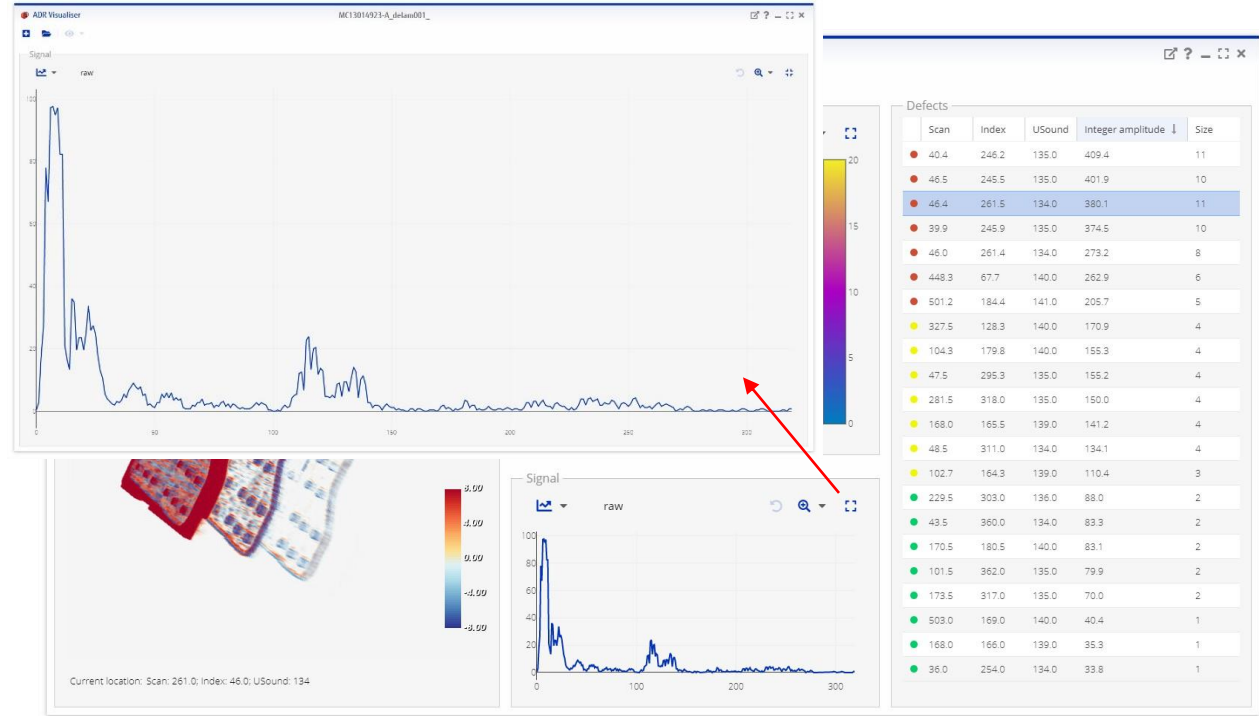 ADR Visualiser MC13014923-A_delam001_ ?
Signal
raw
100
80
60
40
20
0
0 50 100 150 200 250 300
?
20
15
10
5
0
Defects
Scan Index USound Integer amplitude Size
40.4 246.2 135.0 409.4 11
46.5 245.5 135.0 401.9 10
46.4 261.5 134.0 380.1 11
39.9 245.9 135.0 374.5 10
46.0 261.4 134.0 273.2 8
448.3 67.7 140.0 262.9 6
501.2 184.4 141.0 205.7 5
327.5 128.3 140.0 170.9 4
104.3 179.8 140.0 155.3 4
47.5 295.3 135.0 155.2 4
281.5 318.0 135.0 150.0 4
168.0 165.5 139.0 141.2 4
48.5 311.0 134.0 134.1 4
102.7 164.3 139.0 110.4 3
229.5 303.0 136.0 88.0 2
43.5 360.0 134.0 83.3 2
170.5 180.5 140.0 83.1 2
101.5 362.0 135.0 79.9 2
173.5 317.0 135.0 70.0 2
503.0 169.0 140.0 40.4 1
168.0 166.0 139.0 35.3 1
36.0 254.0 134.0 33.8 1
8.00
4.00
0.00
-4.00
-8.00
Current location: Scan: 261.0; Index: 46.0; USound: 134
Signal
raw
100
80
60
40
20
0
0 100 200 300